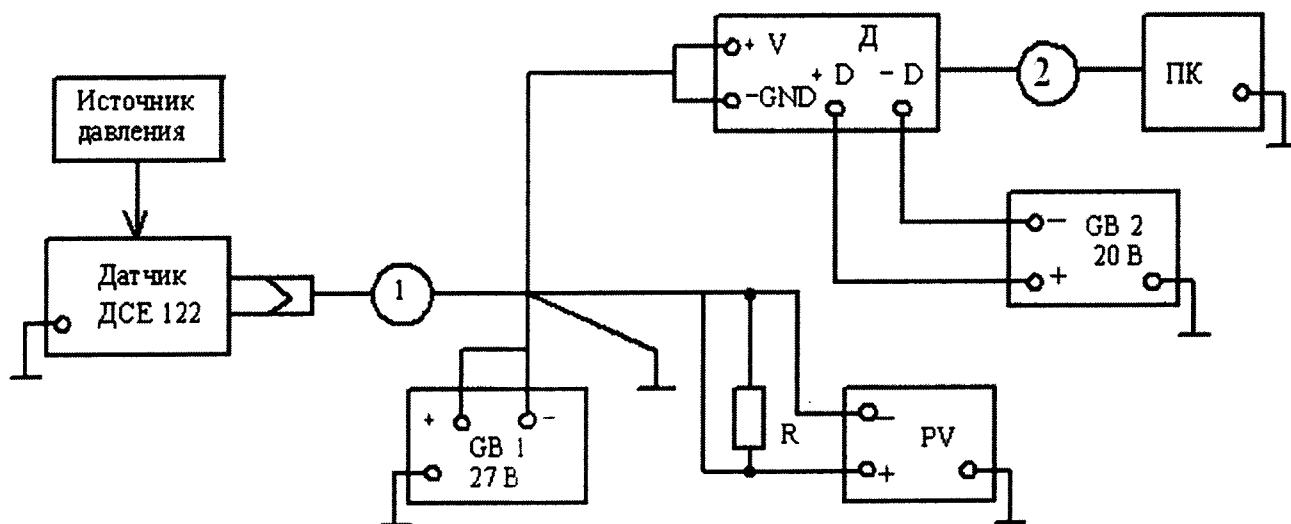 Источник
давления
Датчик
ДСЕ 122
1
+ V
Д
+ D - D
-GND
2
ПК
-
GB 2
20 В
+
+
-
GB 1
27 В
R
-
PV
+